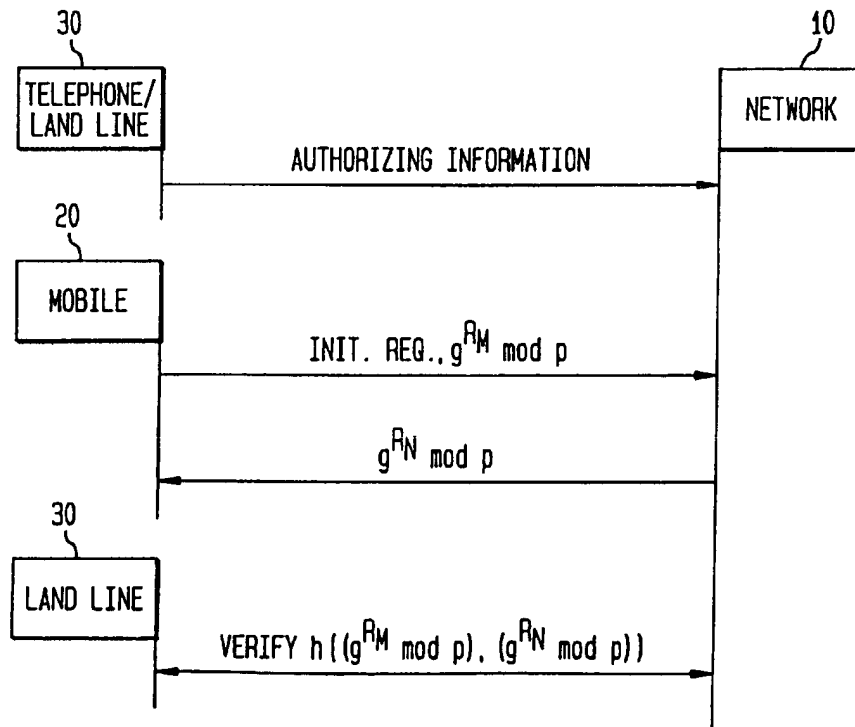 30
10
TELEPHONE/
LAND LINE
NETWORK
AUTHORIZING INFORMATION
20
MOBILE
INIT. REQ., g^RM mod p
g^RN mod p
30
LAND LINE
VERIFY h((g^RM mod p), (g^RN mod p))